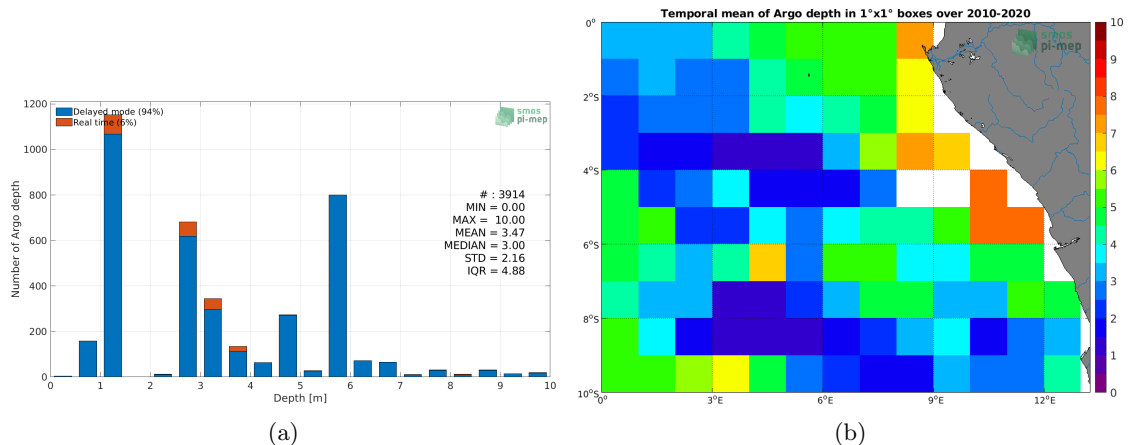 1200
1000
800
600
400
200
0
0 1 2 3 4 5 6 7 8 9 10
Number of Argo depth
Depth [m]
Delayed mode (94%)
Real time (6%)
smos
pi-mep
# : 3914
MIN = 0.00
MAX = 10.00
MEAN = 3.47
MEDIAN = 3.00
STD = 2.16
IQR = 4.88
(a)
Temporal mean of Argo depth in 1°x1° boxes over 2010-2020
0°
2°S
4°S
6°S
8°S
10°S
0° 3°E 6°E 9°E 12°E
smos
pi-mep
10
9
8
7
6
5
4
3
2
1
0
(b)